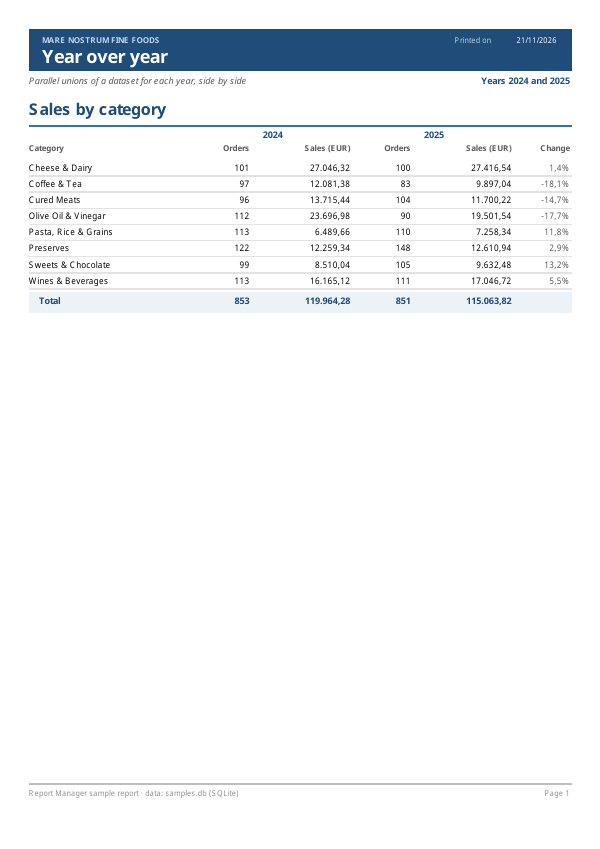 MARE NOSTRUM FINE FOODS Printed on 21/11/2026
Year over year
Parallel unions of a dataset for each year, side by side Years 2024 and 2025
Sales by category
2024 2025
Category Orders Sales (EUR) Orders Sales (EUR) Change
Cheese & Dairy 101 27.046,32 100 27.416,54 1,4%
Coffee & Tea 97 12.081,38 83 9.897,04 -18,1%
Cured Meats 96 13.715,44 104 11.700,22 -14,7%
Olive Oil & Vinegar 112 23.696,98 90 19.501,54 -17,7%
Pasta, Rice & Grains 113 6.489,66 110 7.258,34 11,8%
Preserves 122 12.259,34 148 12.610,94 2,9%
Sweets & Chocolate 99 8.510,04 105 9.632,48 13,2%
Wines & Beverages 113 16.165,12 111 17.046,72 5,5%
Total 853 119.964,28 851 115.063,82
Report Manager sample report · data: samples.db (SQLite) Page 1